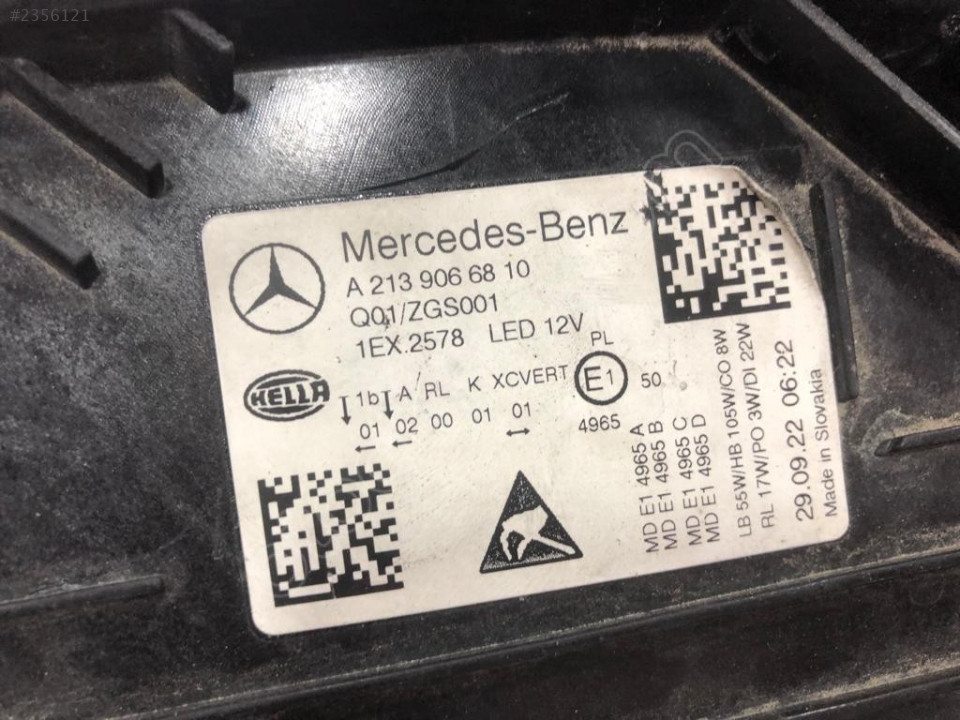 #2356121
Mercedes-Benz
A 213 906 68 10
Q01/ZGS001
1EX.2578 LED 12V
HELLA
1b A RL K XCVERT
01 02 00 01 01
PL
E1
50
4965
MD E1 4965 A
MD E1 4965 B
MD E1 4965 C
MD E1 4965 D
LB 55W/HB 105W/CO 8W
RL 17W/PO 3W/DI 22W
29.09.22 06:22
Made in Slovakia